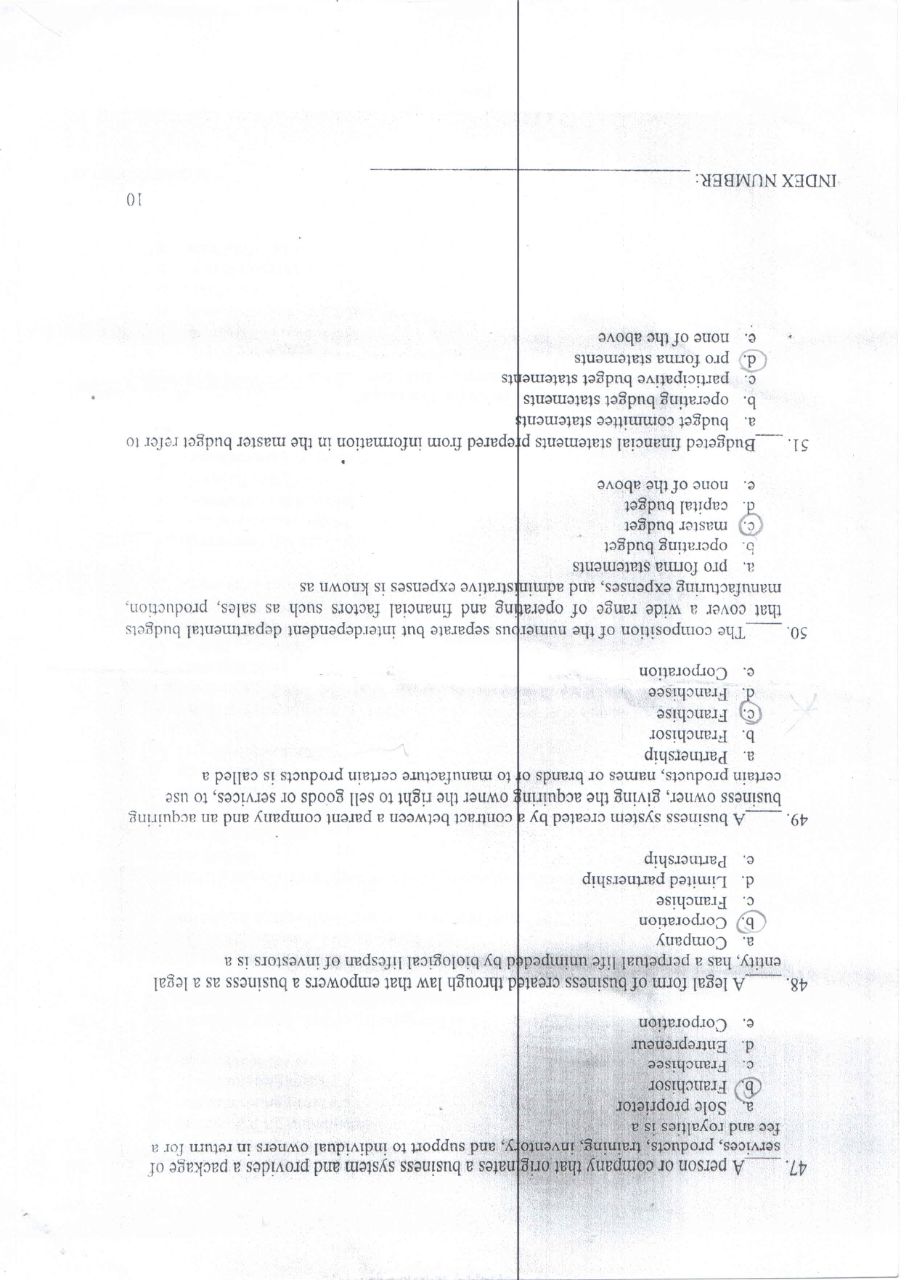 47. ____A person or company that originates a business system and provides a package of
services, products, training, inventory, and support to individual owners in return for a
fee and royalties is a
a. Sole proprietor
b. Franchisor
c. Franchisee
d. Entrepreneur
e. Corporation
48. ____A legal form of business created through law that empowers a business as a legal
entity, has a perpetual life unimpeded by biological lifespan of investors is a
a. Company
b. Corporation
c. Franchise
d. Limited partnership
e. Partnership
49. ____A business system created by a contract between a parent company and an acquiring
business owner, giving the acquiring owner the right to sell goods or services, to use
certain products, names or brands or to manufacture certain products is called a
a. Partnership
b. Franchisor
c. Franchise
d. Franchisee
e. Corporation
50. ____The composition of the numerous separate but interdependent departmental budgets
that cover a wide range of operating and financial factors such as sales, production,
manufacturing expenses, and administrative expenses is known as
a. pro forma statements
b. operating budget
c. master budget
d. capital budget
e. none of the above
51. ___Budgeted financial statements prepared from information in the master budget refer to
a. budget committee statements
b. operating budget statements
c. participative budget statements
d. pro forma statements
e. none of the above
10
INDEX NUMBER: ____________________